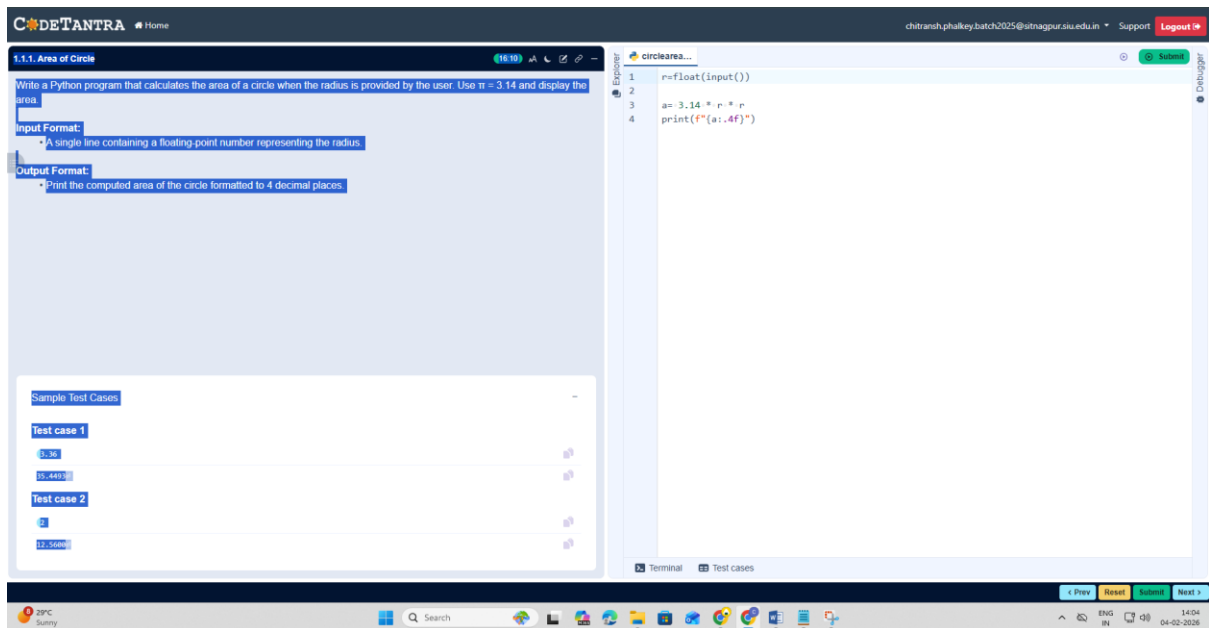 CODETANTRA Home
chitransh.phalkey.batch2025@sitnagpur.siu.edu.in Support Logout
1.1.1. Area of Circle
16:10
Write a Python program that calculates the area of a circle when the radius is provided by the user. Use π = 3.14 and display the
area.
Input Format:
• A single line containing a floating-point number representing the radius.
Output Format:
• Print the computed area of the circle formatted to 4 decimal places.
Sample Test Cases
Test case 1
3.36
35.4493
Test case 2
2
12.5600
Explorer
circlearea...
Submit
Debugger
1 r=float(input())
2
3 a= 3.14 * r * r
4 print(f"{a:.4f}")
Terminal Test cases
< Prev Reset Submit Next >
29°C
Sunny
Search
ENG
IN
14:04
04-02-2026